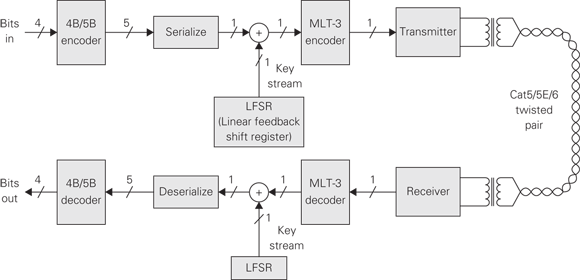 Bits in
4
4B/5B encoder
5
Serialize
1
+
1
MLT-3 encoder
1
Transmitter
1
Key stream
LFSR
(Linear feedback
shift register)
Cat5/5E/6
twisted
pair
Bits out
4
4B/5B decoder
5
Deserialize
1
+
1
MLT-3 decoder
1
Receiver
1
Key stream
LFSR